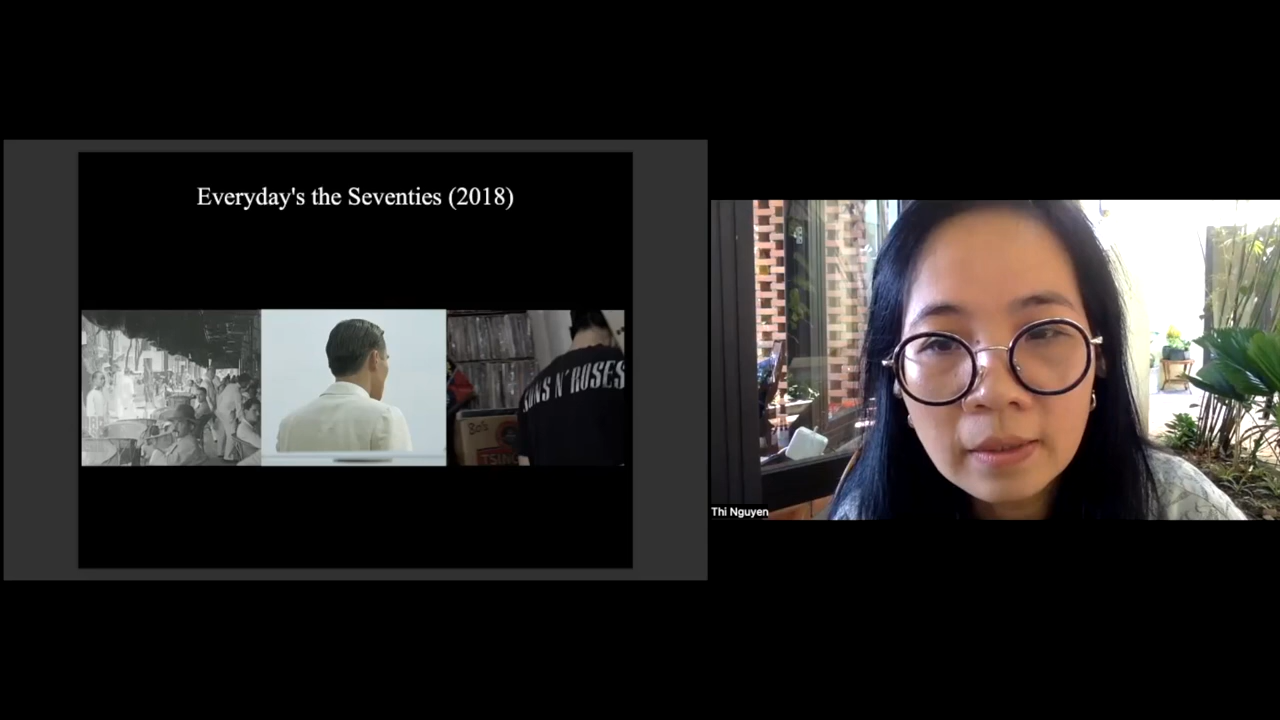 Everyday's the Seventies (2018)
GUNS N' ROSES
TSING
Thi Nguyen